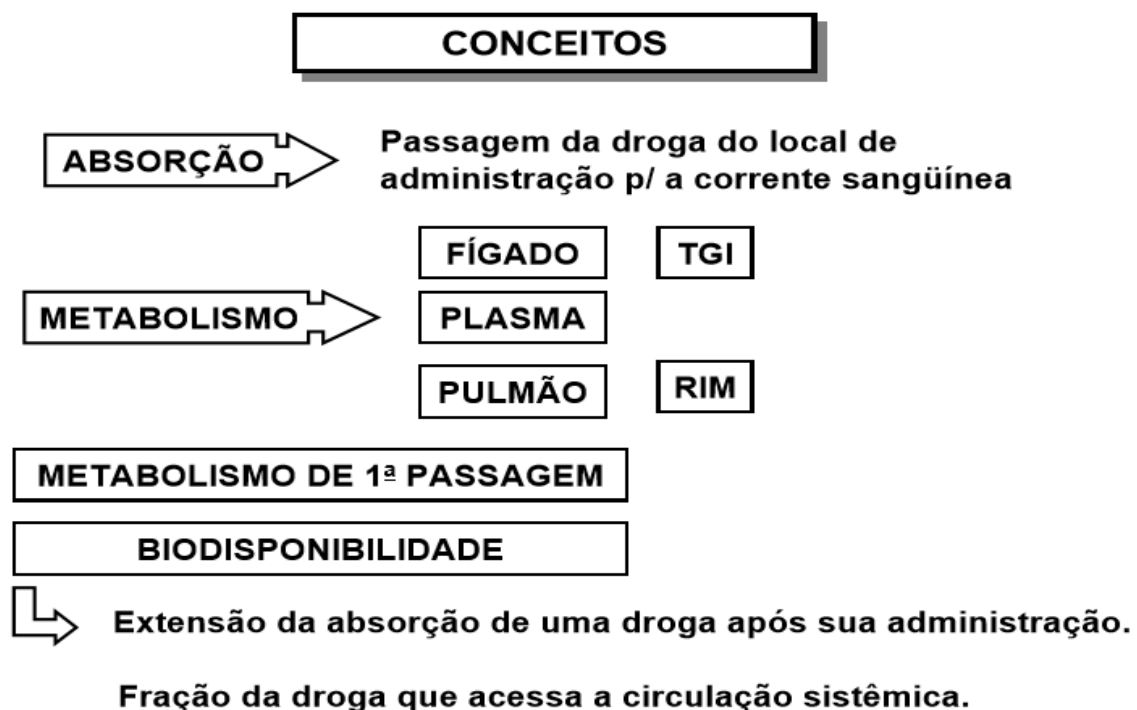 CONCEITOS
ABSORÇÃO
Passagem da droga do local de
administração p/ a corrente sangüínea
METABOLISMO
FÍGADO
TGI
PLASMA
PULMÃO
RIM
METABOLISMO DE 1ª PASSAGEM
BIODISPONIBILIDADE
Extensão da absorção de uma droga após sua administração.
Fração da droga que acessa a circulação sistêmica.